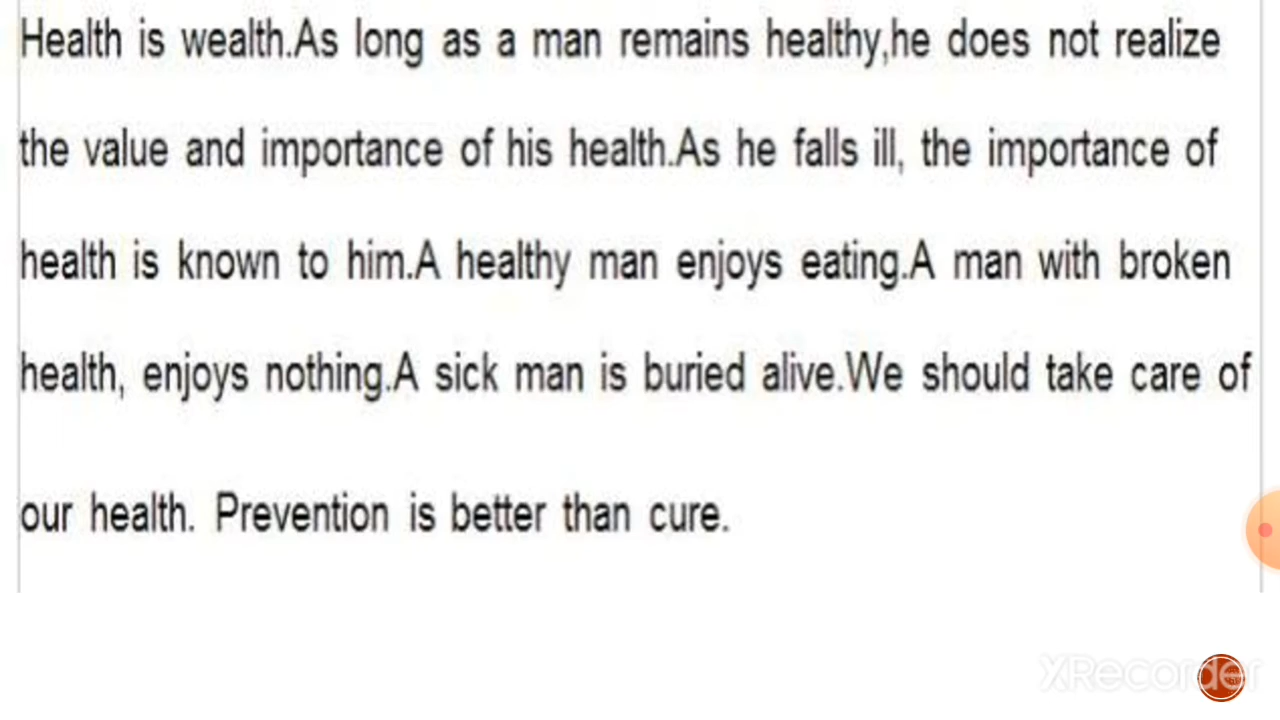 Health is wealth.As long as a man remains healthy,he does not realize
the value and importance of his health.As he falls ill, the importance of
health is known to him.A healthy man enjoys eating.A man with broken
health, enjoys nothing.A sick man is buried alive.We should take care of
our health. Prevention is better than cure.
XRecorder